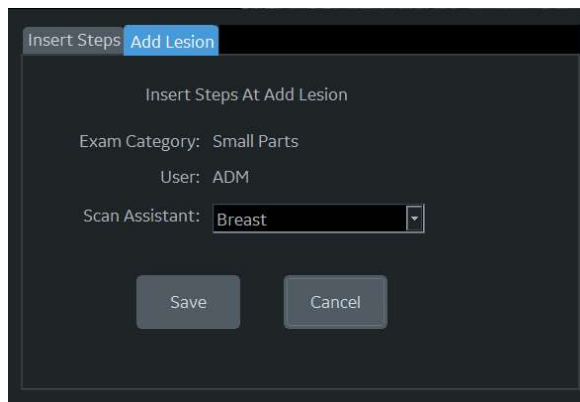 Insert Steps Add Lesion
Insert Steps At Add Lesion
Exam Category: Small Parts
User: ADM
Scan Assistant: Breast
Save Cancel